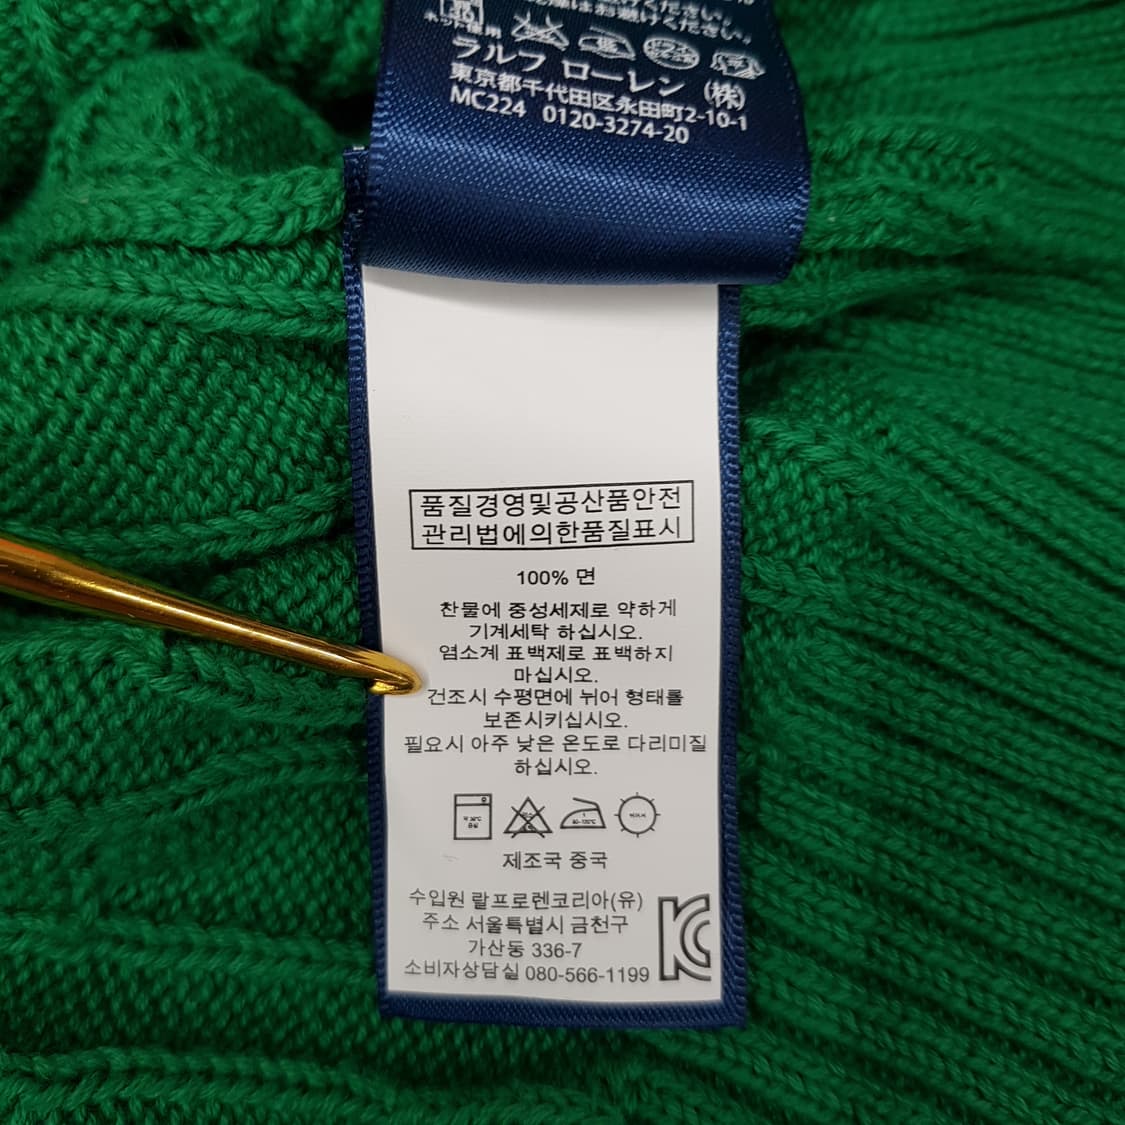 ネット使用
ラルフ ローレン (株)
東京都千代田区永田町2-10-1
MC224 0120-3274-20
품질경영및공산품안전
관리법에의한품질표시
100% 면
찬물에 중성세제로 약하게
기계세탁 하십시오.
염소계 표백제로 표백하지
마십시오.
건조시 수평면에 뉘어 형태를
보존시키십시오.
필요시 아주 낮은 온도로 다리미질
하십시오.
제조국 중국
수입원 랄프로렌코리아(유)
주소 서울특별시 금천구
가산동 336-7
소비자상담실 080-566-1199